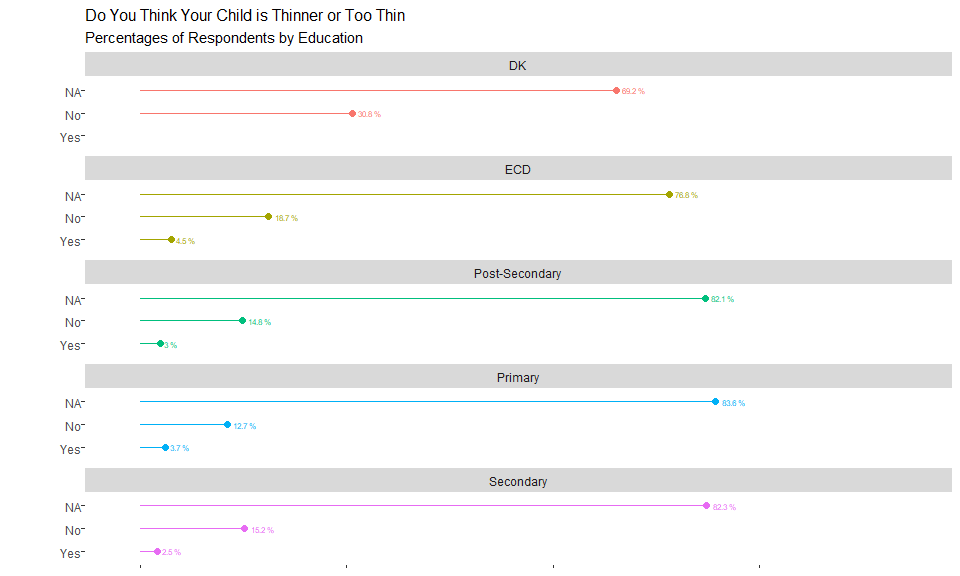 Do You Think Your Child is Thinner or Too Thin
Percentages of Respondents by Education
DK
NA 69.2 %
No 30.8 %
Yes
ECD
NA 76.8 %
No 18.7 %
Yes 4.5 %
Post-Secondary
NA 82.1 %
No 14.8 %
Yes 3 %
Primary
NA 83.6 %
No 12.7 %
Yes 3.7 %
Secondary
NA 82.3 %
No 15.2 %
Yes 2.5 %